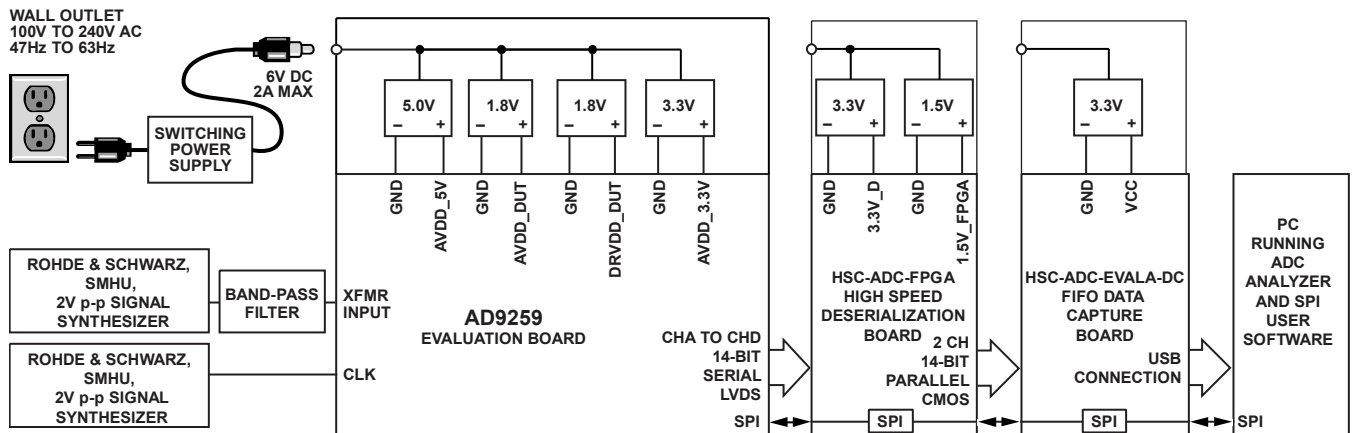 WALL OUTLET
100V TO 240V AC
47Hz TO 63Hz
6V DC
2A MAX
SWITCHING
POWER
SUPPLY
5.0V
– +
1.8V
– +
1.8V
– +
3.3V
– +
GND
AVDD_5V
GND
AVDD_DUT
GND
DRVDD_DUT
GND
AVDD_3.3V
3.3V
– +
1.5V
– +
GND
3.3V_D
GND
1.5V_FPGA
3.3V
– +
GND
VCC
ROHDE & SCHWARZ,
SMHU,
2V p-p SIGNAL
SYNTHESIZER
BAND-PASS
FILTER
XFMR
INPUT
ROHDE & SCHWARZ,
SMHU,
2V p-p SIGNAL
SYNTHESIZER
CLK
AD9259
EVALUATION BOARD
CHA TO CHD
14-BIT
SERIAL
LVDS
SPI
HSC-ADC-FPGA
HIGH SPEED
DESERIALIZATION
BOARD
2 CH
14-BIT
PARALLEL
CMOS
SPI
HSC-ADC-EVALA-DC
FIFO DATA
CAPTURE
BOARD
USB
CONNECTION
SPI
PC
RUNNING
ADC
ANALYZER
AND SPI
USER
SOFTWARE
SPI